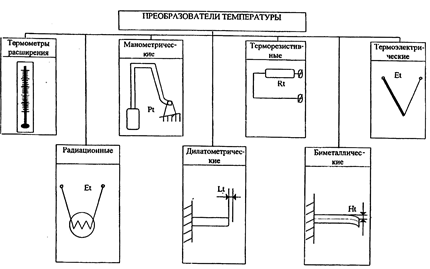 ПРЕОБРАЗОВАТЕЛИ ТЕМПЕРАТУРЫ
Термометры
расширения
Манометричес-
кие
Pt
Терморезистив-
ные
Rt
Термоэлектри-
ческие
Et
Радиационные
Et
Дилатометричес-
кие
Lt
Биметалличес-
кие
Ht